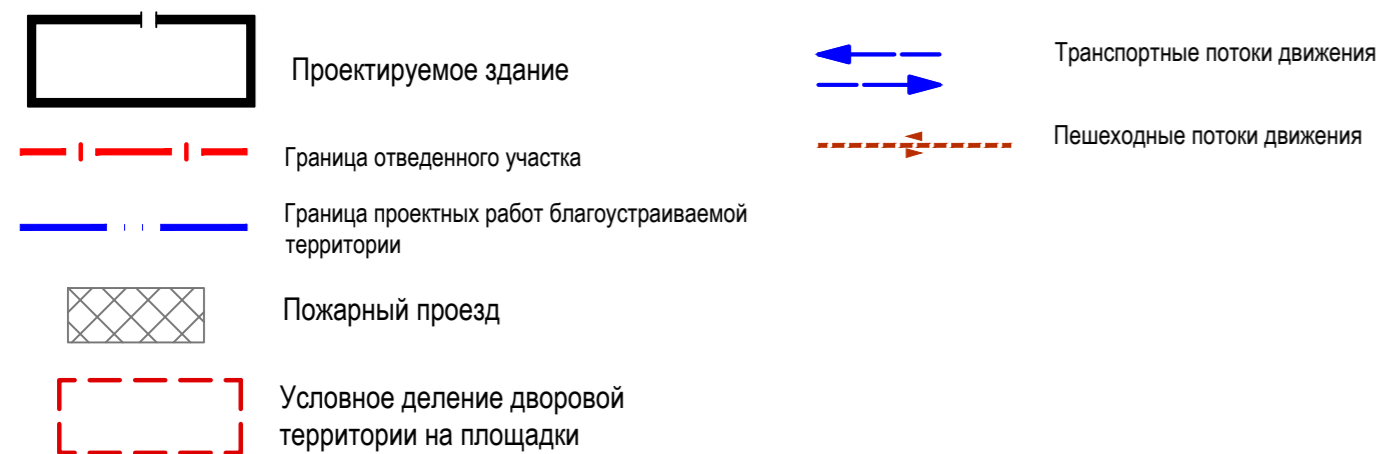 Проектируемое здание
Граница отведенного участка
Граница проектных работ благоустраиваемой
территории
Пожарный проезд
Условное деление дворовой
территории на площадки
Транспортные потоки движения
Пешеходные потоки движения